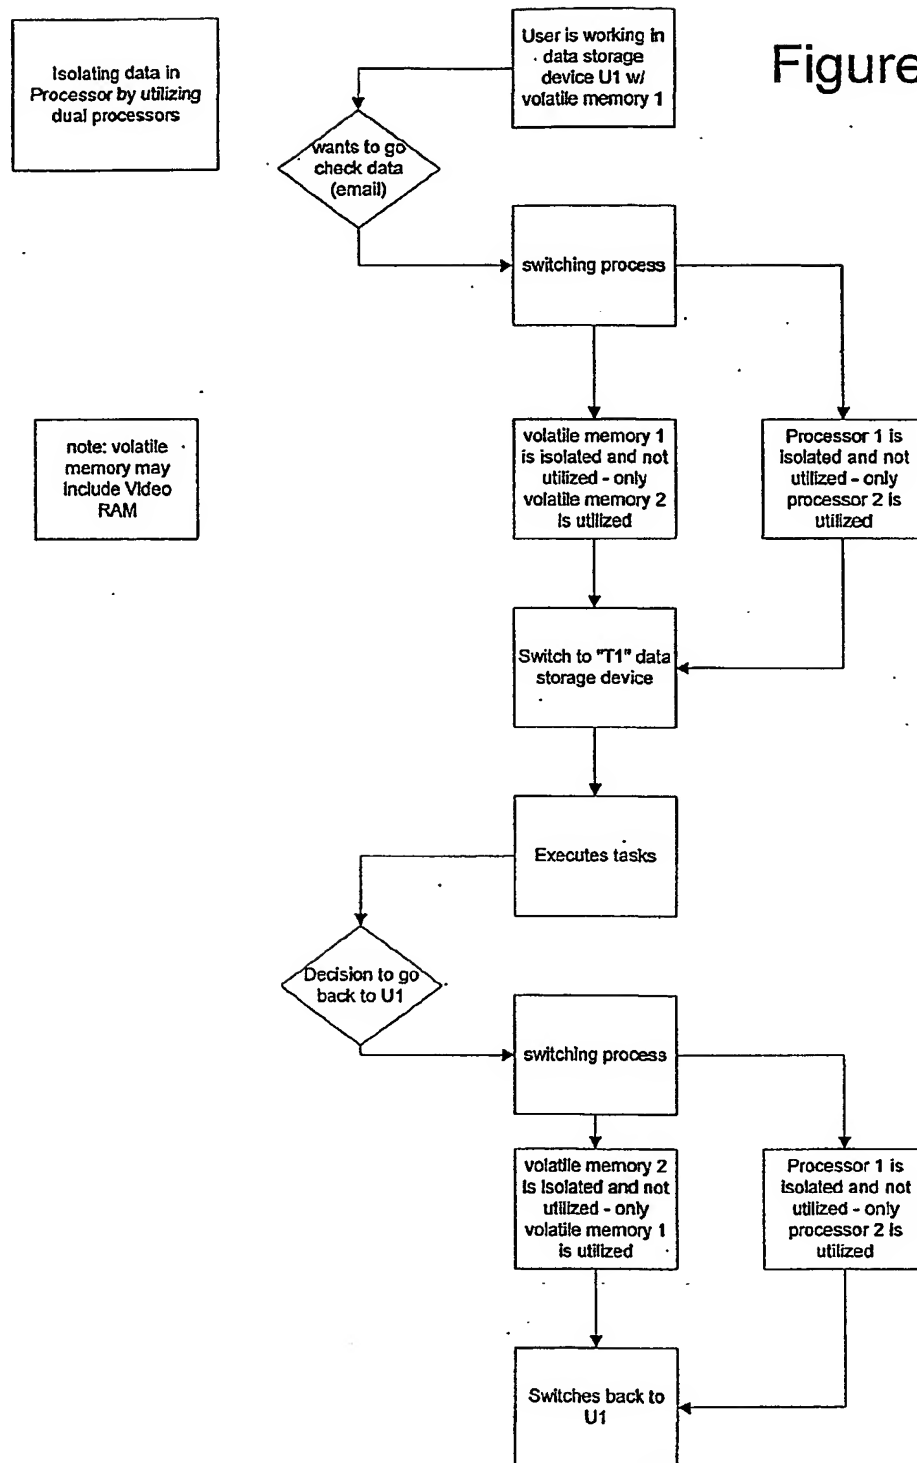 Figure
Isolating data in
Processor by utilizing
dual processors
User is working in
data storage
device U1 w/
volatile memory 1
wants to go
check data
(email)
switching process
note: volatile
memory may
include Video
RAM
volatile memory 1
is isolated and not
utilized - only
volatile memory 2
is utilized
Processor 1 is
isolated and not
utilized - only
processor 2 is
utilized
Switch to "T1" data
storage device
Executes tasks
Decision to go
back to U1
switching process
volatile memory 2
is isolated and not
utilized - only
volatile memory 1
is utilized
Processor 1 is
isolated and not
utilized - only
processor 2 is
utilized
Switches back to
U1